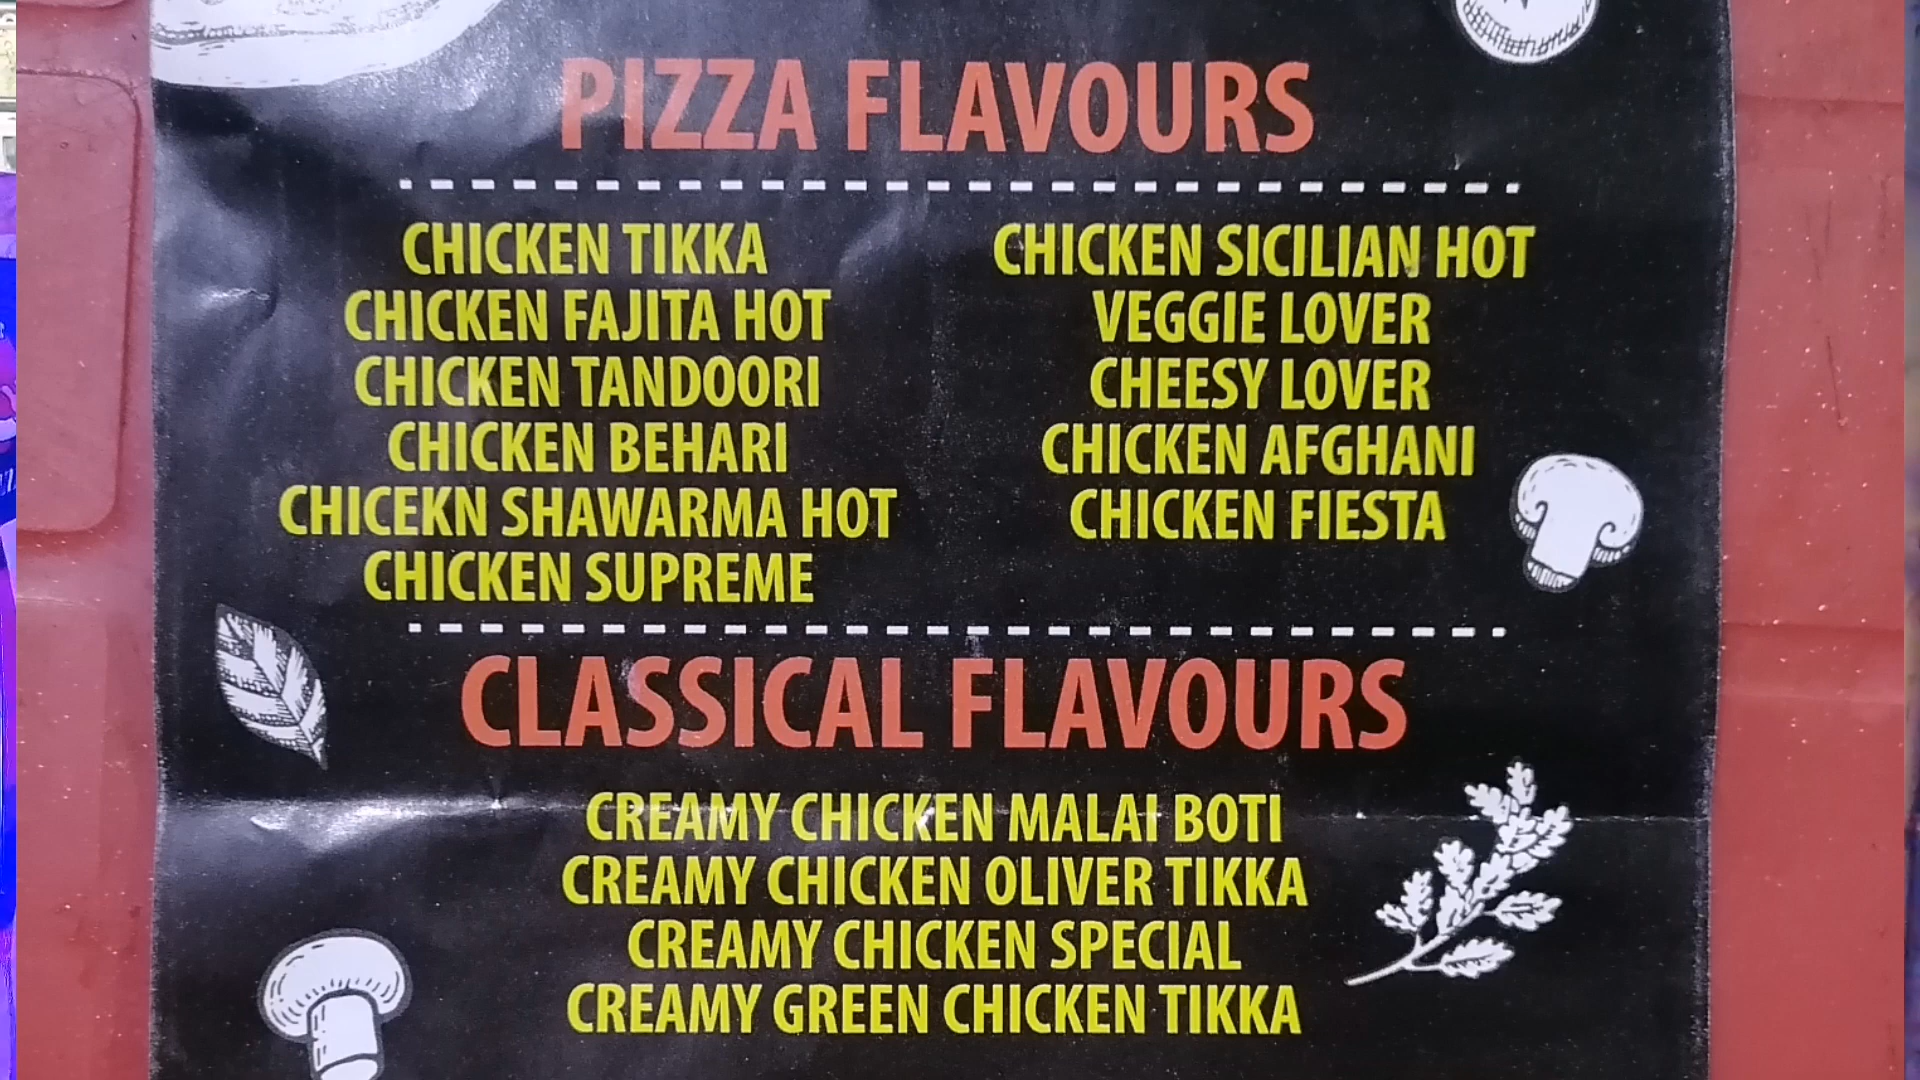 PIZZA FLAVOURS
CHICKEN TIKKA
CHICKEN FAJITA HOT
CHICKEN TANDOORI
CHICKEN BEHARI
CHICEKN SHAWARMA HOT
CHICKEN SUPREME
CHICKEN SICILIAN HOT
VEGGIE LOVER
CHEESY LOVER
CHICKEN AFGHANI
CHICKEN FIESTA
CLASSICAL FLAVOURS
CREAMY CHICKEN MALAI BOTI
CREAMY CHICKEN OLIVER TIKKA
CREAMY CHICKEN SPECIAL
CREAMY GREEN CHICKEN TIKKA